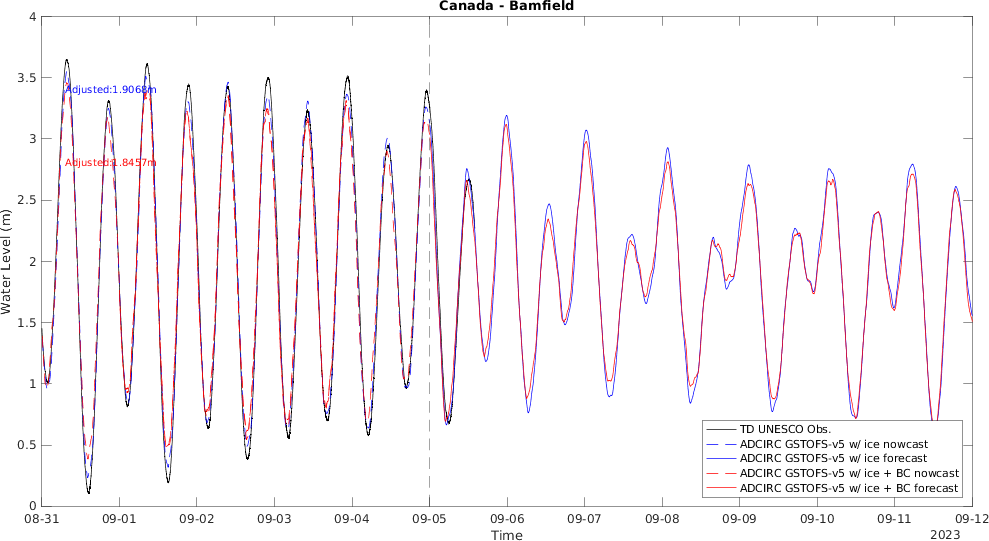 Canada - Bamfield
4
3.5
3
2.5
2
1.5
1
0.5
0
Water Level (m)
Adjusted:1.9068m
Adjusted:1.8457m
TD UNESCO Obs.
ADCIRC GSTOFS-v5 w/ ice nowcast
ADCIRC GSTOFS-v5 w/ ice forecast
ADCIRC GSTOFS-v5 w/ ice + BC nowcast
ADCIRC GSTOFS-v5 w/ ice + BC forecast
08-31 09-01 09-02 09-03 09-04 09-05 09-06 09-07 09-08 09-09 09-10 09-11 09-12
Time
2023